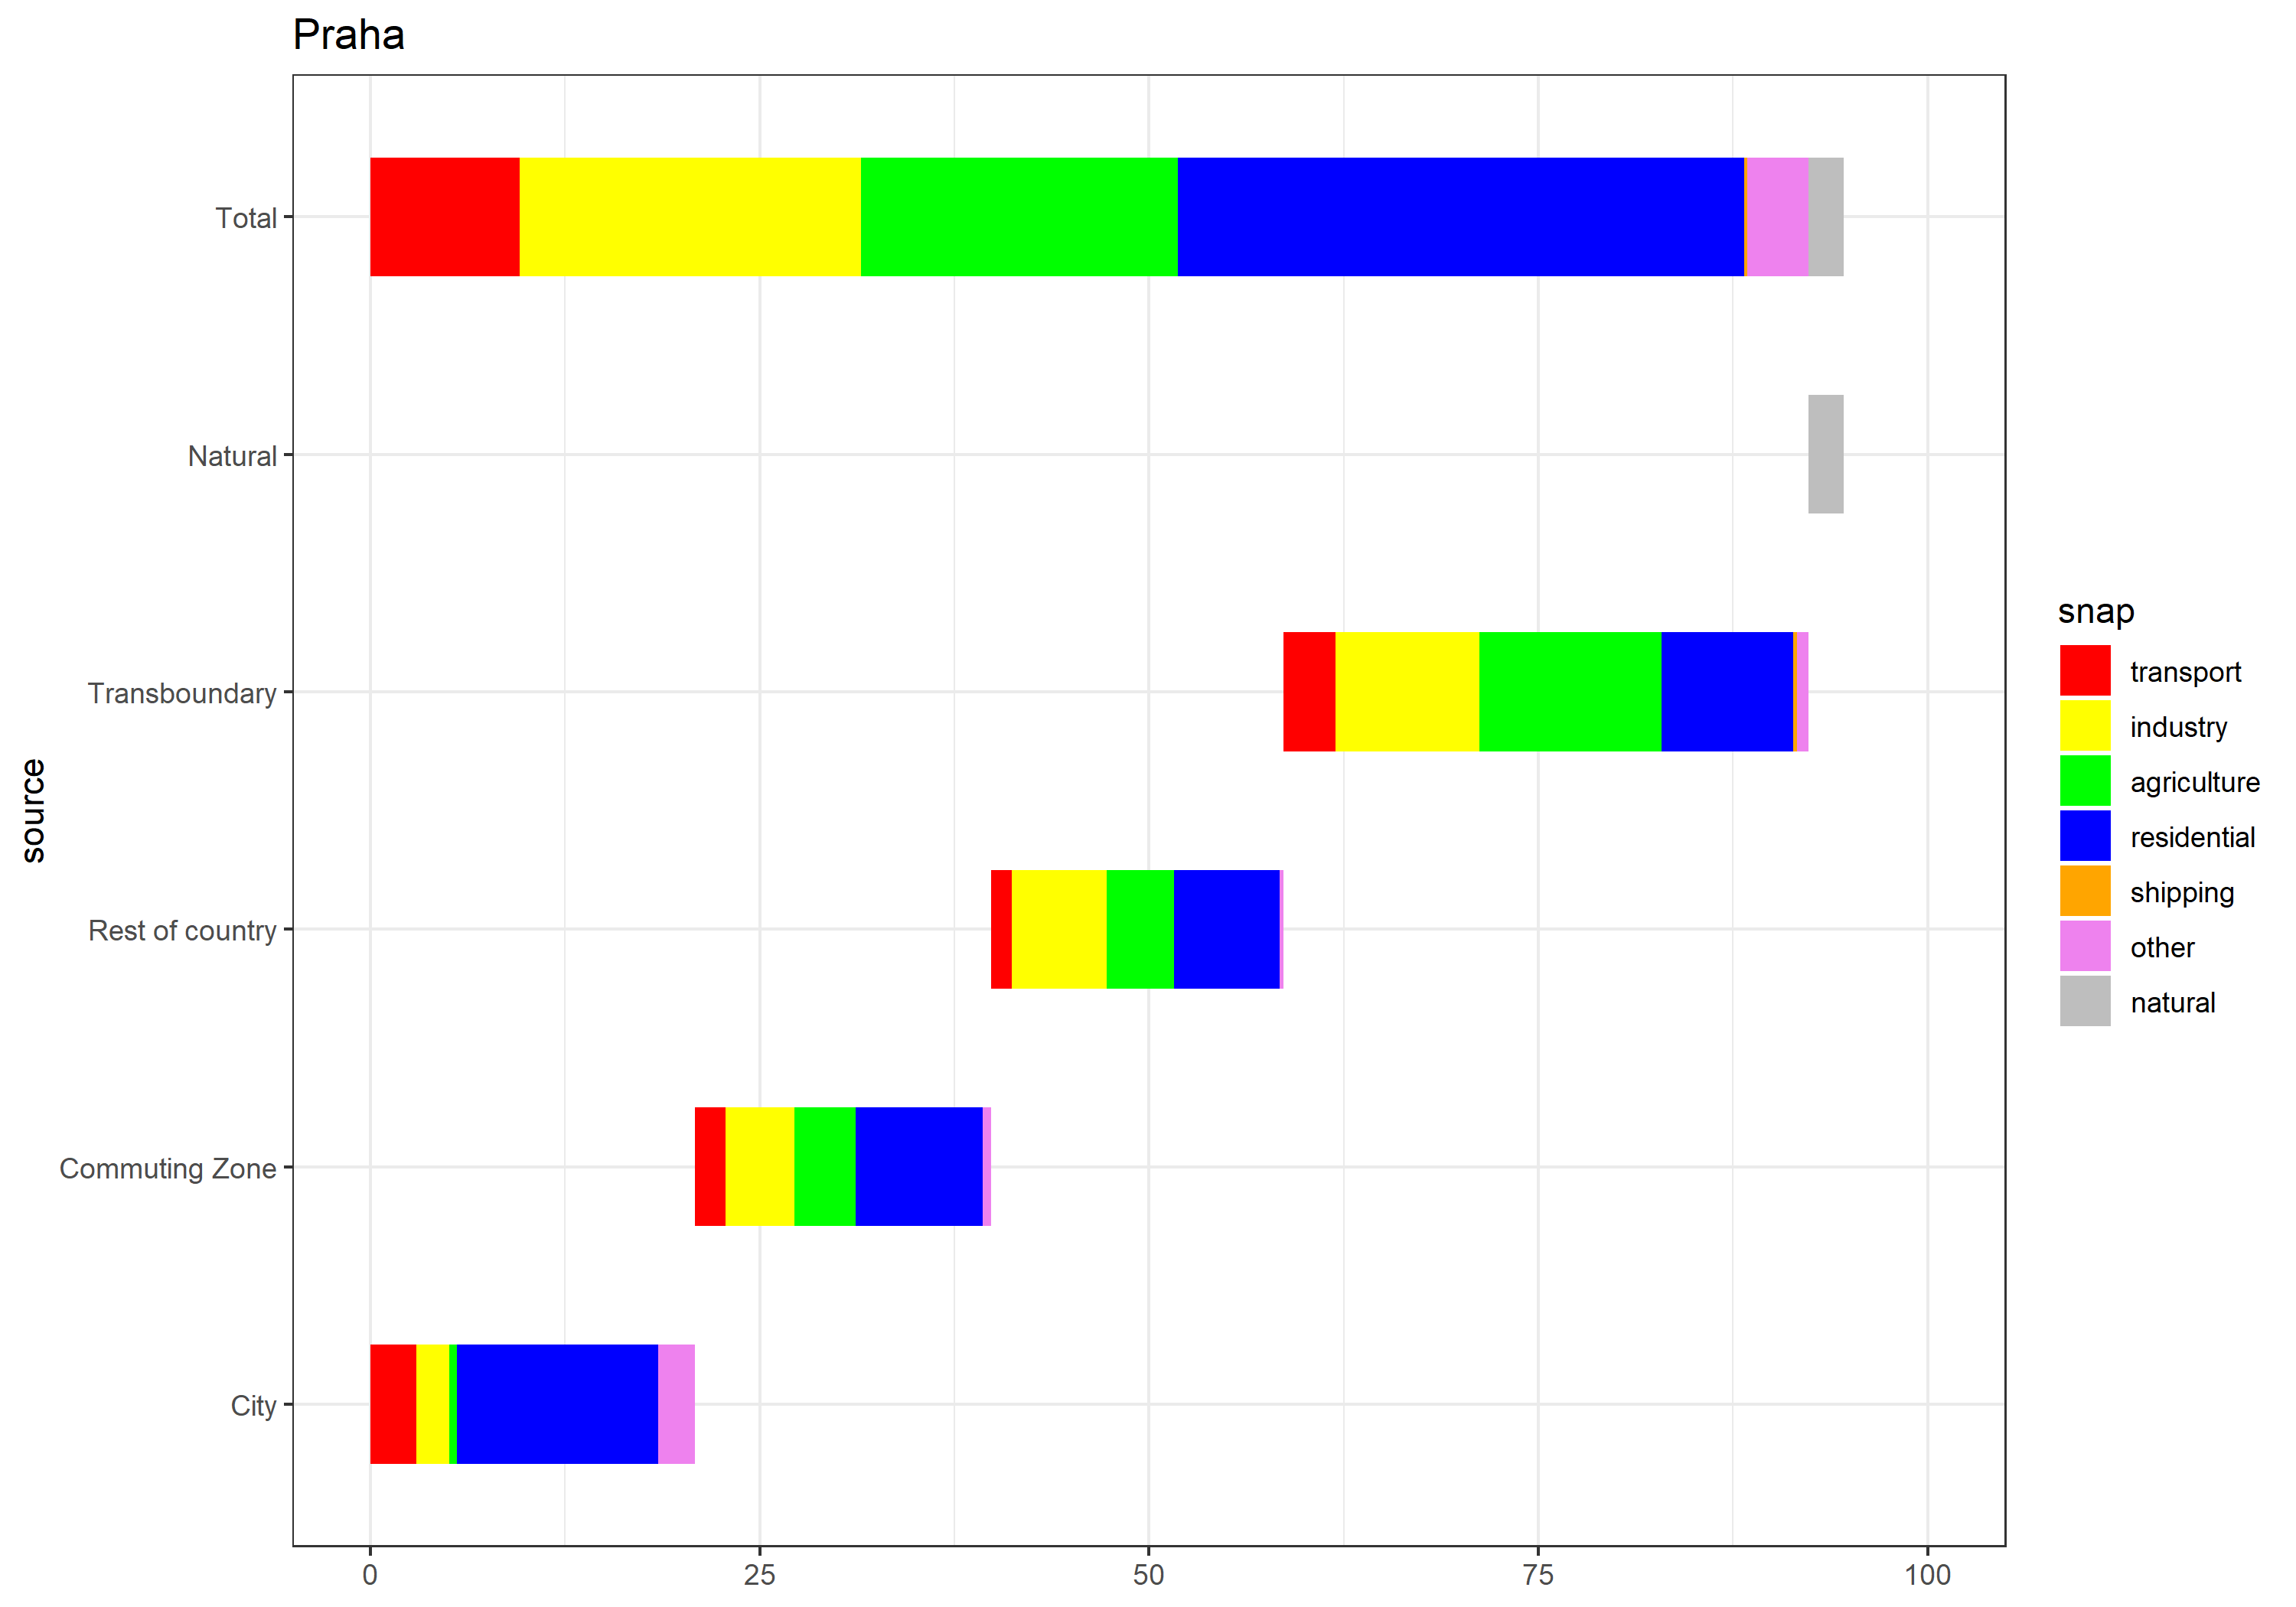 Praha
Total
Natural
Transboundary
Rest of country
Commuting Zone
City
source
0 25 50 75 100
snap
transport
industry
agriculture
residential
shipping
other
natural